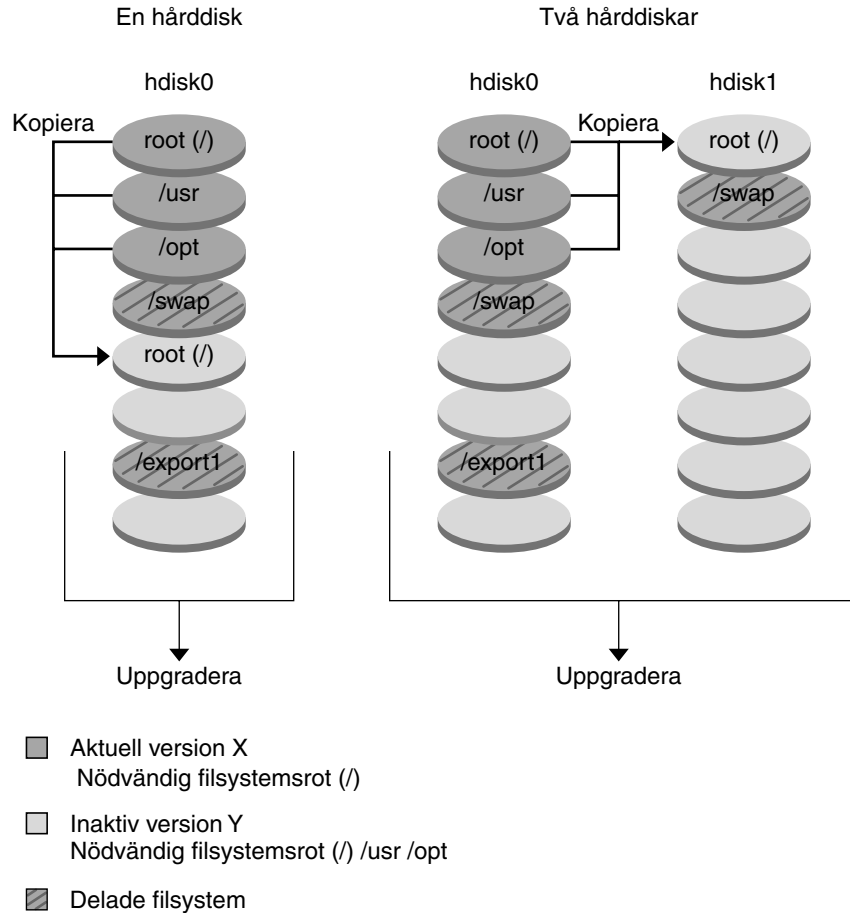 En hårddisk
Två hårddiskar
hdisk0
hdisk0
hdisk1
Kopiera
root (/)
/usr
/opt
/swap
root (/)
/export1
root (/)
Kopiera
/usr
/opt
/swap
/export1
root (/)
/swap
Uppgradera
Uppgradera
Aktuell version X
Nödvändig filsystemsrot (/)
Inaktiv version Y
Nödvändig filsystemsrot (/) /usr /opt
Delade filsystem